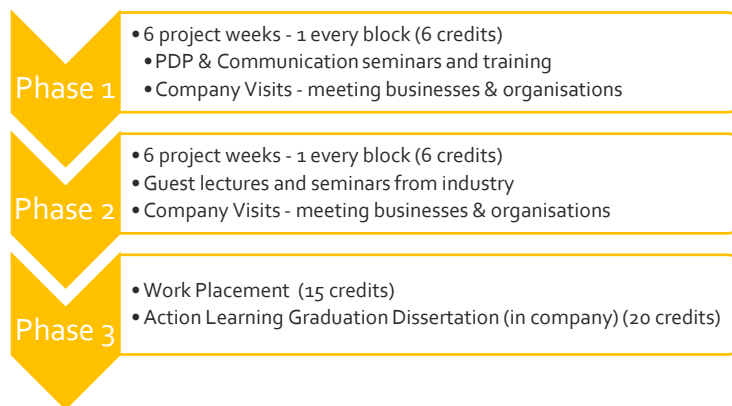 Phase 1
•6 project weeks - 1 every block (6 credits)
•PDP & Communication seminars and training
•Company Visits - meeting businesses & organisations
Phase 2
•6 project weeks - 1 every block (6 credits)
•Guest lectures and seminars from industry
•Company Visits - meeting businesses & organisations
Phase 3
•Work Placement (15 credits)
•Action Learning Graduation Dissertation (in company) (20 credits)